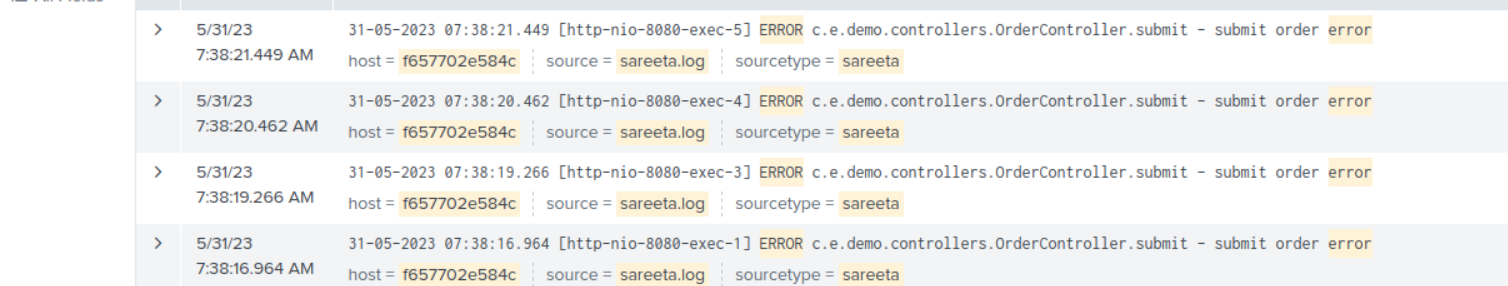 5/31/23
7:38:21.449 AM
31-05-2023 07:38:21.449 [http-nio-8080-exec-5] ERROR c.e.demo.controllers.OrderController.submit - submit order error
host = f657702e584c source = sareeta.log sourcetype = sareeta
5/31/23
7:38:20.462 AM
31-05-2023 07:38:20.462 [http-nio-8080-exec-4] ERROR c.e.demo.controllers.OrderController.submit - submit order error
host = f657702e584c source = sareeta.log sourcetype = sareeta
5/31/23
7:38:19.266 AM
31-05-2023 07:38:19.266 [http-nio-8080-exec-3] ERROR c.e.demo.controllers.OrderController.submit - submit order error
host = f657702e584c source = sareeta.log sourcetype = sareeta
5/31/23
7:38:16.964 AM
31-05-2023 07:38:16.964 [http-nio-8080-exec-1] ERROR c.e.demo.controllers.OrderController.submit - submit order error
host = f657702e584c source = sareeta.log sourcetype = sareeta